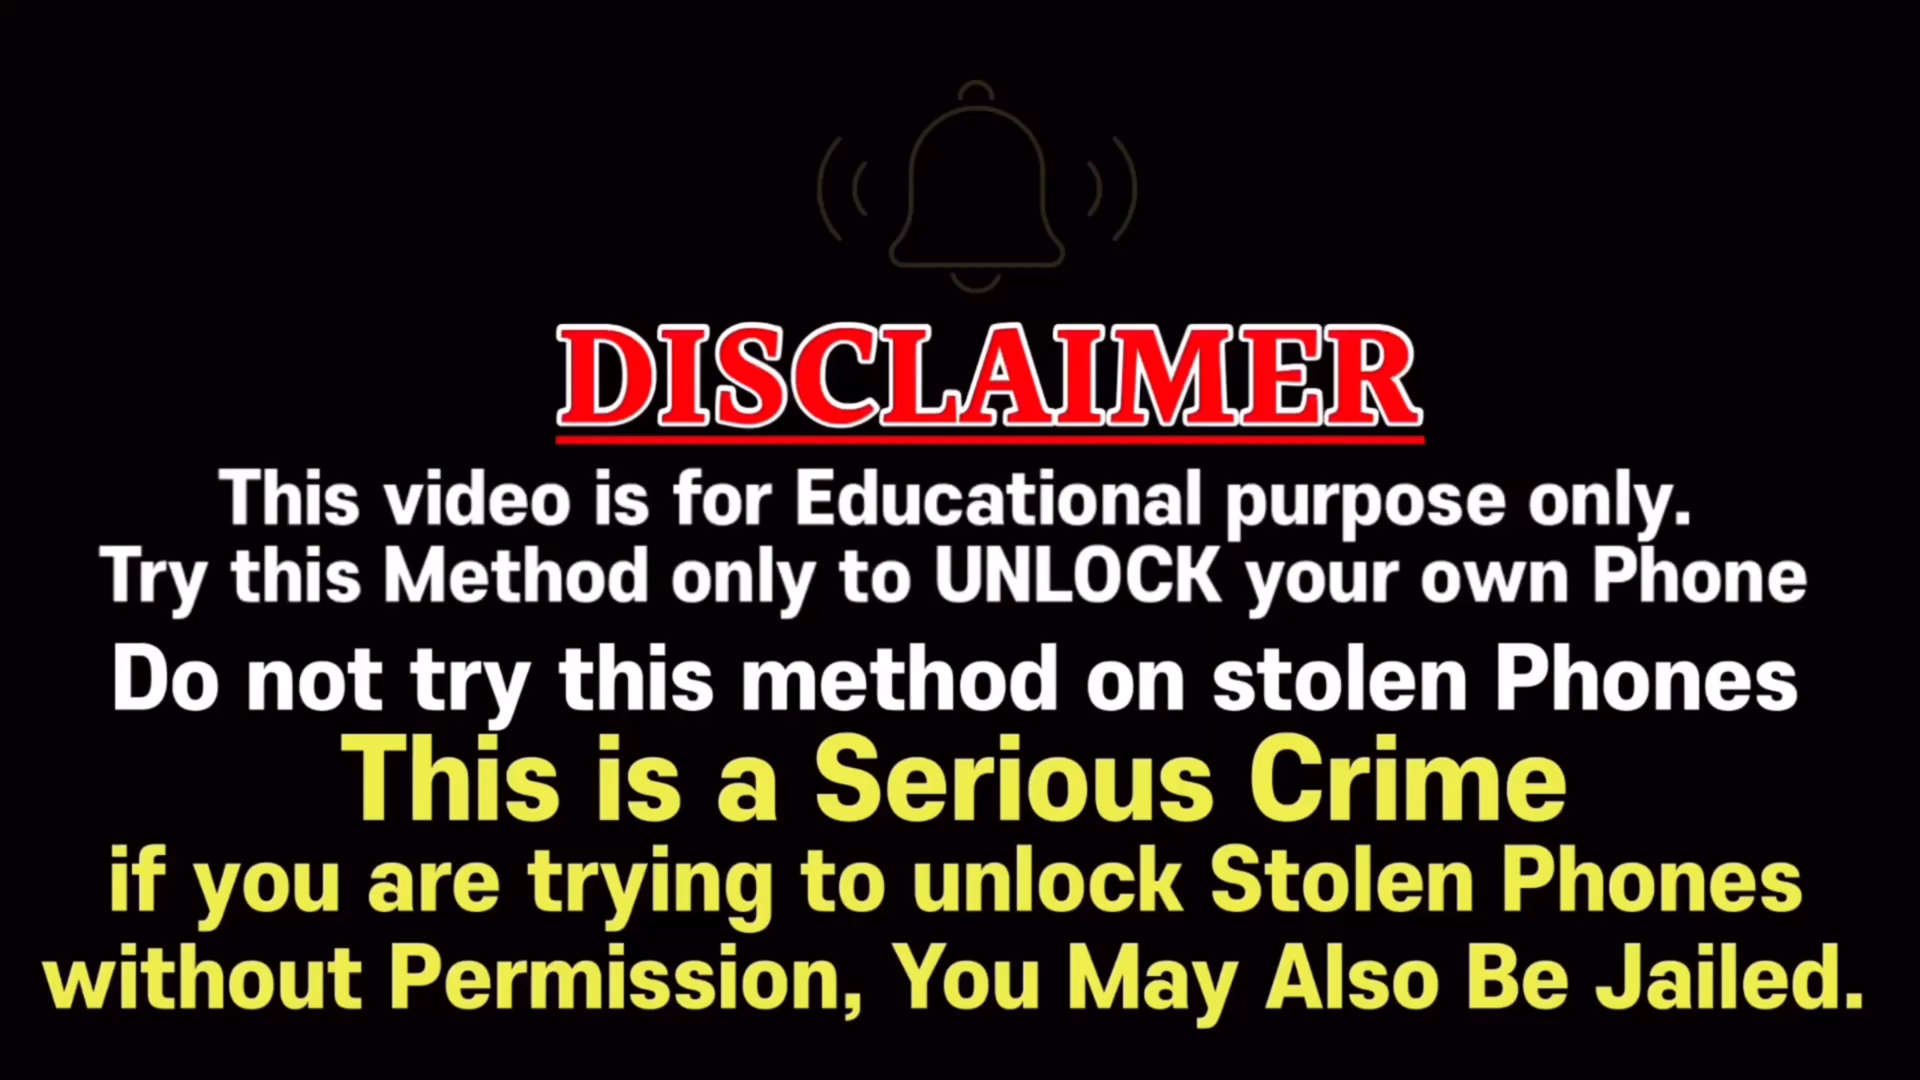 DISCLAIMER
This video is for Educational purpose only.
Try this Method only to UNLOCK your own Phone
Do not try this method on stolen Phones
This is a Serious Crime
if you are trying to unlock Stolen Phones
without Permission, You May Also Be Jailed.